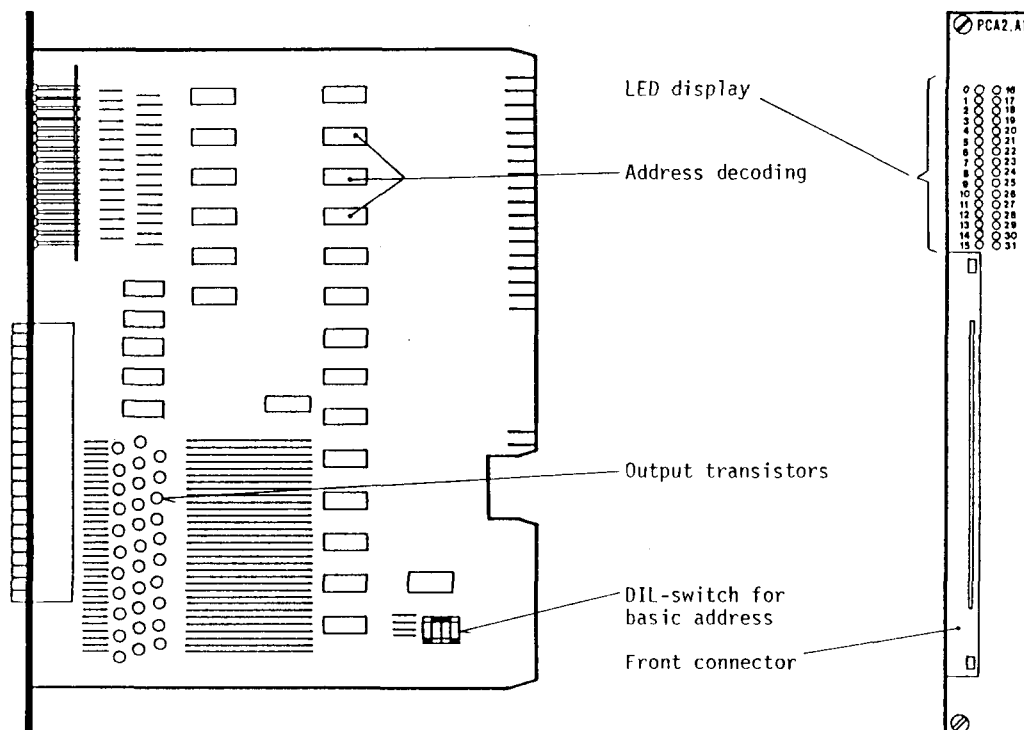 PCA2.A1
LED display
0 16
1 17
2 18
3 19
4 20
5 21
6 22
7 23
8 24
9 25
10 26
11 27
12 28
13 29
14 30
15 31
Address decoding
Output transistors
DIL-switch for
basic address
Front connector